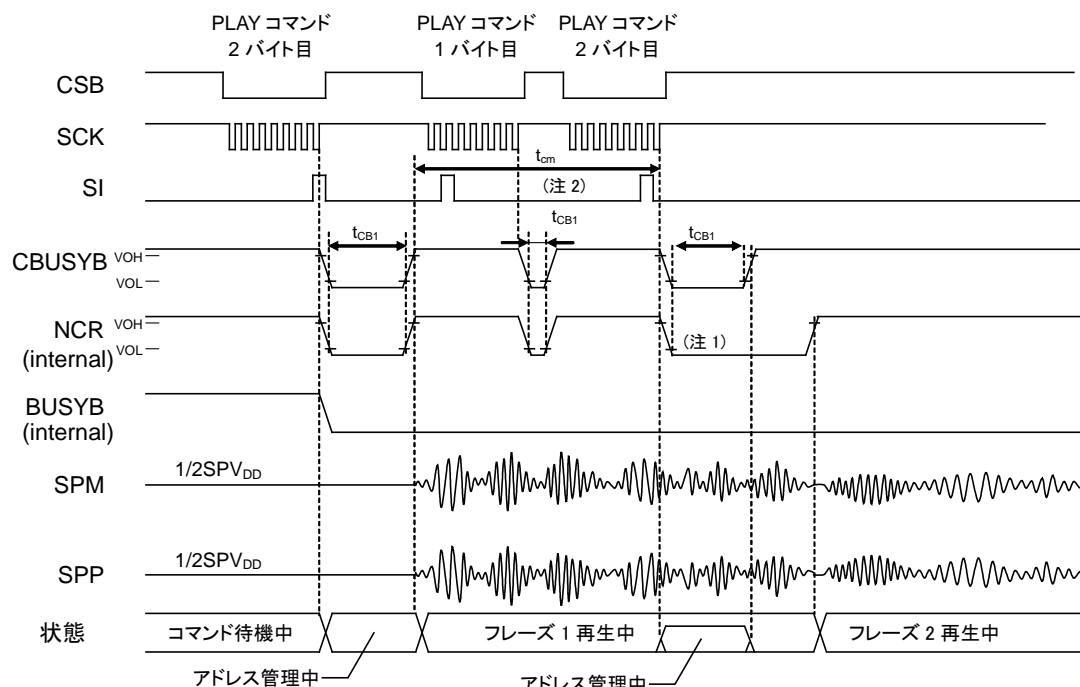 PLAY コマンド
2 バイト目
PLAY コマンド
1 バイト目
PLAY コマンド
2 バイト目
CSB
SCK
tcm
SI
(注 2)
tCB1
tCB1
tCB1
CBUSYB
VOH
VOL
NCR
(internal)
VOH
VOL
(注 1)
BUSYB
(internal)
SPM
1/2SPVDD
SPP
1/2SPVDD
状態
コマンド待機中
フレーズ 1 再生中
フレーズ 2 再生中
アドレス管理中
アドレス管理中